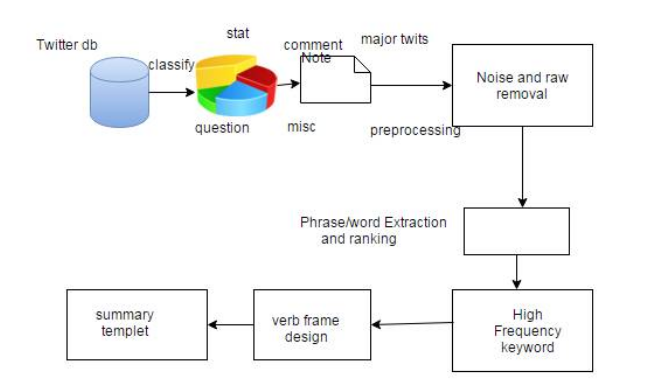 Twitter db
classify
stat
question
comment
Note
misc
major twits
preprocessing
Noise and raw
removal
Phrase/word Extraction
and ranking
High
Frequency
keyword
verb frame
design
summary
templet